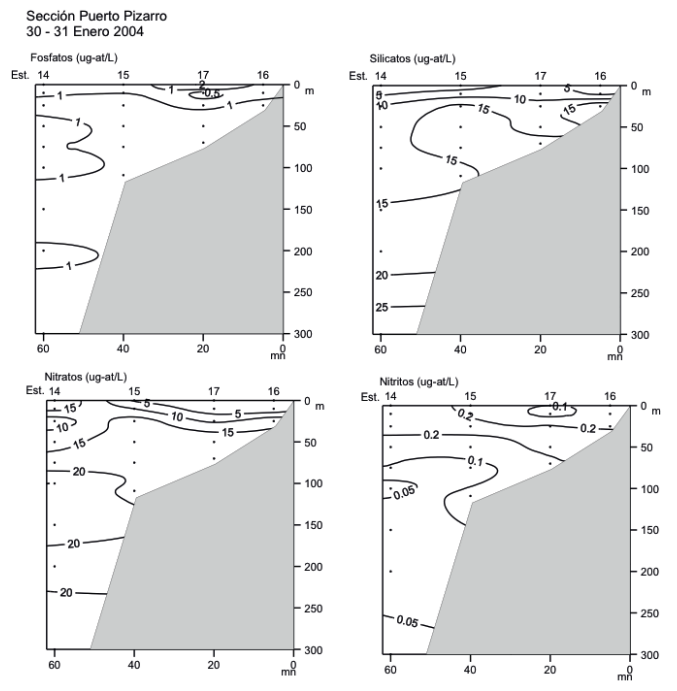 Sección Puerto Pizarro
30 - 31 Enero 2004
Fosfatos (ug-at/L)
Est. 14 15 17 16
0 m
50
100
150
200
250
300
1 1 2 0.5 1
1
1
1
60 40 20 0
mn
Silicatos (ug-at/L)
14 15 17 16
0 m
50
100
150
200
250
300
5 5
10 10
15 15
15
15
20
25
60 40 20 0
mn
Nitratos (ug-at/L)
Est. 14 15 17 16
0 m
50
100
150
200
250
300
15 5 5
10 10
15 15
20
20
20
60 40 20 0
mn
Nitritos (ug-at/L)
Est. 14 15 17 16
0 m
50
100
150
200
250
300
0.2 0.1
0.2 0.2
0.1
0.05
0.05
60 40 20 0
mn